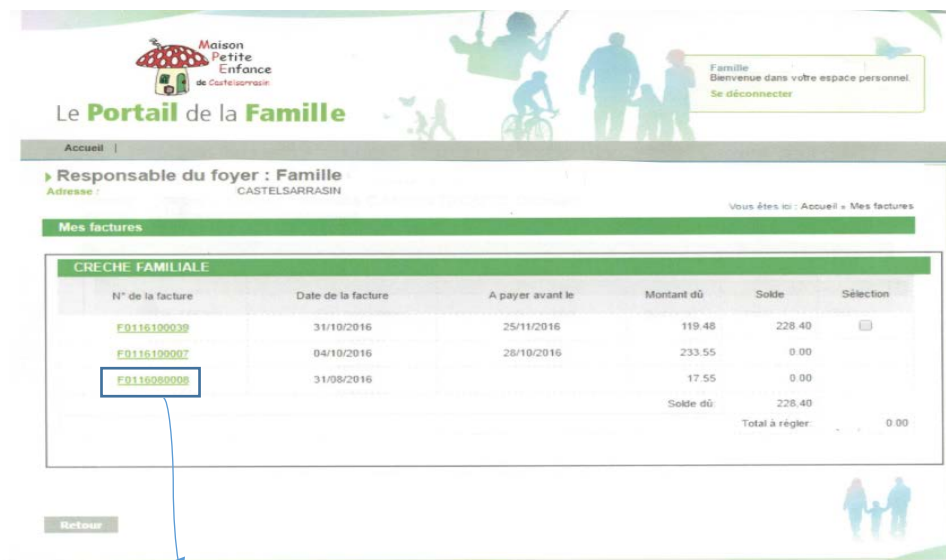 Maison
Petite
Enfance
de Castelsarrasin
Le Portail de la Famille
Famille
Bienvenue dans votre espace personnel.
Se déconnecter
Accueil |
Responsable du foyer : Famille
Adresse : CASTELSARRASIN
Vous êtes ici : Accueil » Mes factures
Mes factures
CRECHE FAMILIALE
N° de la facture Date de la facture A payer avant le Montant dû Solde Sélection
F0116100039 31/10/2016 25/11/2016 119.48 228.40
F0116100007 04/10/2016 28/10/2016 233.55 0.00
F0116080008 31/08/2016 17.55 0.00
Solde dû: 228.40
Total à régler: 0.00
Retour